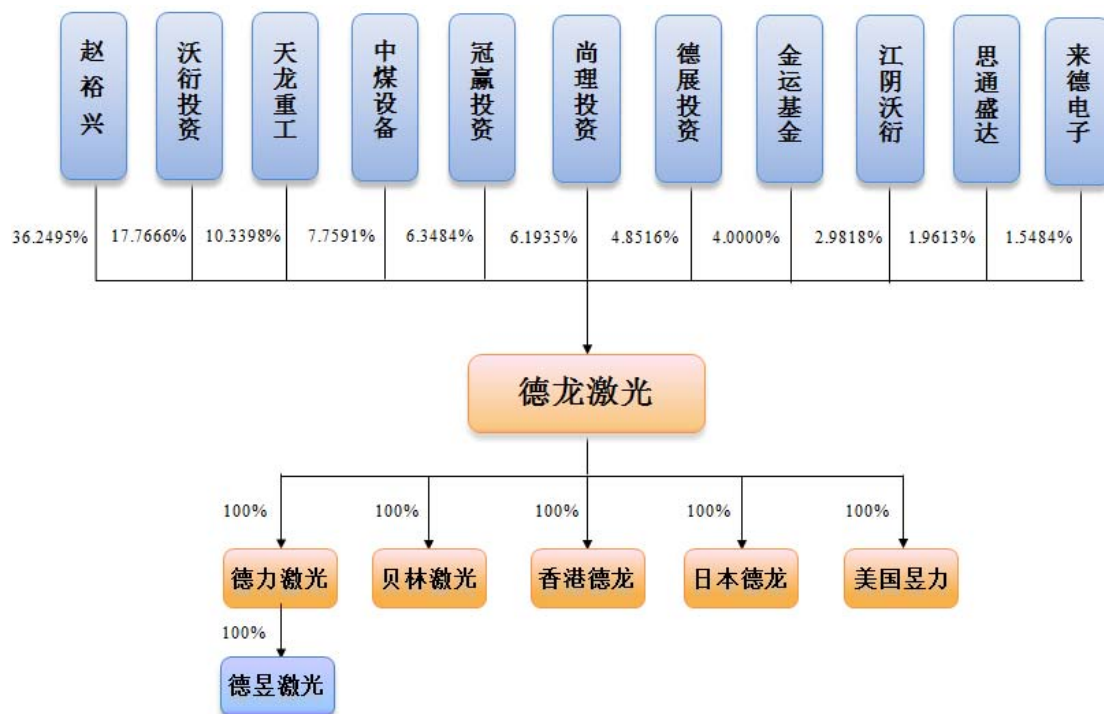 赵裕兴
沃衍投资
天龙重工
中煤设备
冠赢投资
尚理投资
德展投资
金运基金
江阴沃衍
思通盛达
来德电子
36.2495%
17.7666%
10.3398%
7.7591%
6.3484%
6.1935%
4.8516%
4.0000%
2.9818%
1.9613%
1.5484%
德龙激光
100%
100%
100%
100%
100%
德力激光
贝林激光
香港德龙
日本德龙
美国昱力
100%
德昱激光